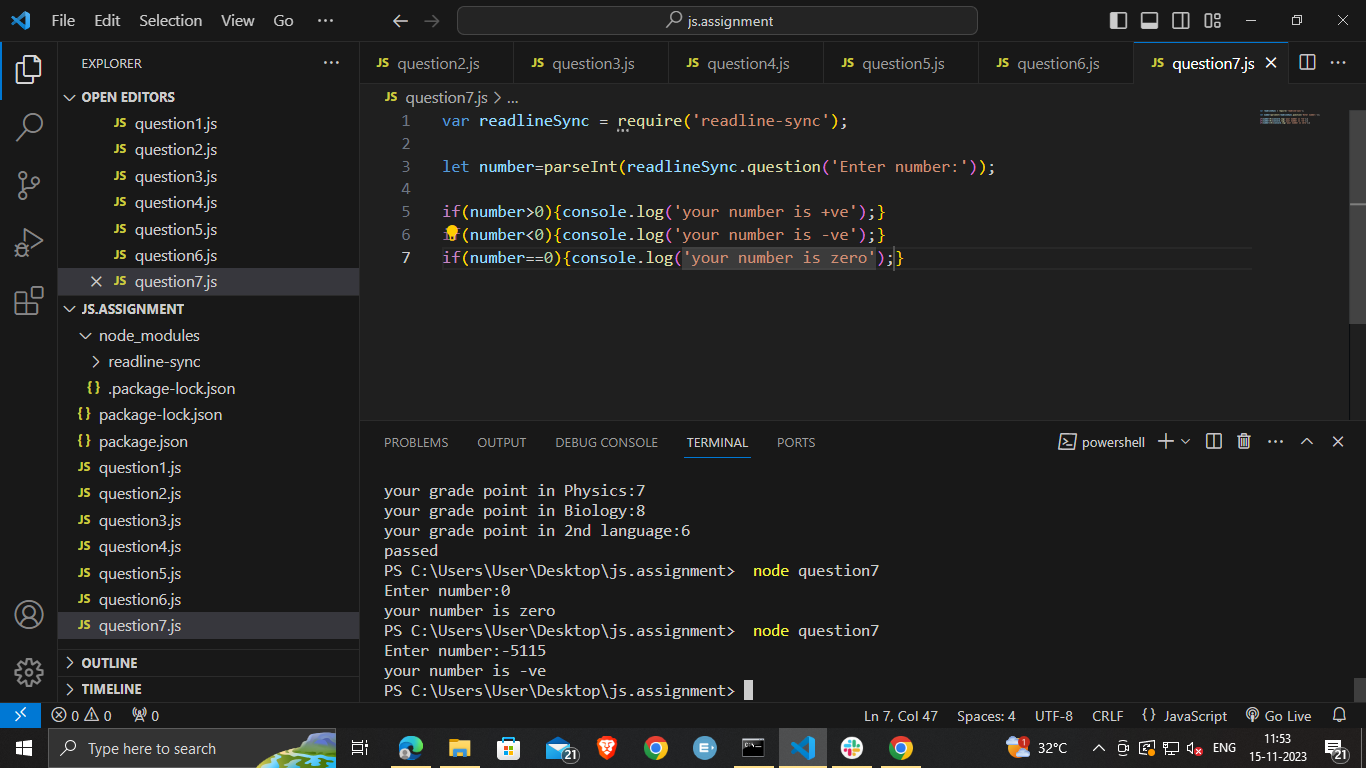 File Edit Selection View Go ··· js.assignment
EXPLORER ···
OPEN EDITORS
JS question1.js
JS question2.js
JS question3.js
JS question4.js
JS question5.js
JS question6.js
JS question7.js
JS.ASSIGNMENT
node_modules
readline-sync
{} .package-lock.json
{} package-lock.json
{} package.json
JS question1.js
JS question2.js
JS question3.js
JS question4.js
JS question5.js
JS question6.js
JS question7.js
OUTLINE
TIMELINE
JS question2.js JS question3.js JS question4.js JS question5.js JS question6.js JS question7.js ···
JS question7.js > ...
1 var readlineSync = require('readline-sync');
2
3 let number=parseInt(readlineSync.question('Enter number:'));
4
5 if(number>0){console.log('your number is +ve');}
6 if(number<0){console.log('your number is -ve');}
7 if(number==0){console.log('your number is zero');}
PROBLEMS OUTPUT DEBUG CONSOLE TERMINAL PORTS powershell ···
your grade point in Physics:7
your grade point in Biology:8
your grade point in 2nd language:6
passed
PS C:\Users\User\Desktop\js.assignment> node question7
Enter number:0
your number is zero
PS C:\Users\User\Desktop\js.assignment> node question7
Enter number:-5115
your number is -ve
PS C:\Users\User\Desktop\js.assignment>
0 0 0 Ln 7, Col 47 Spaces: 4 UTF-8 CRLF {} JavaScript Go Live
Type here to search 21 1 32°C ENG 11:53
15-11-2023 21